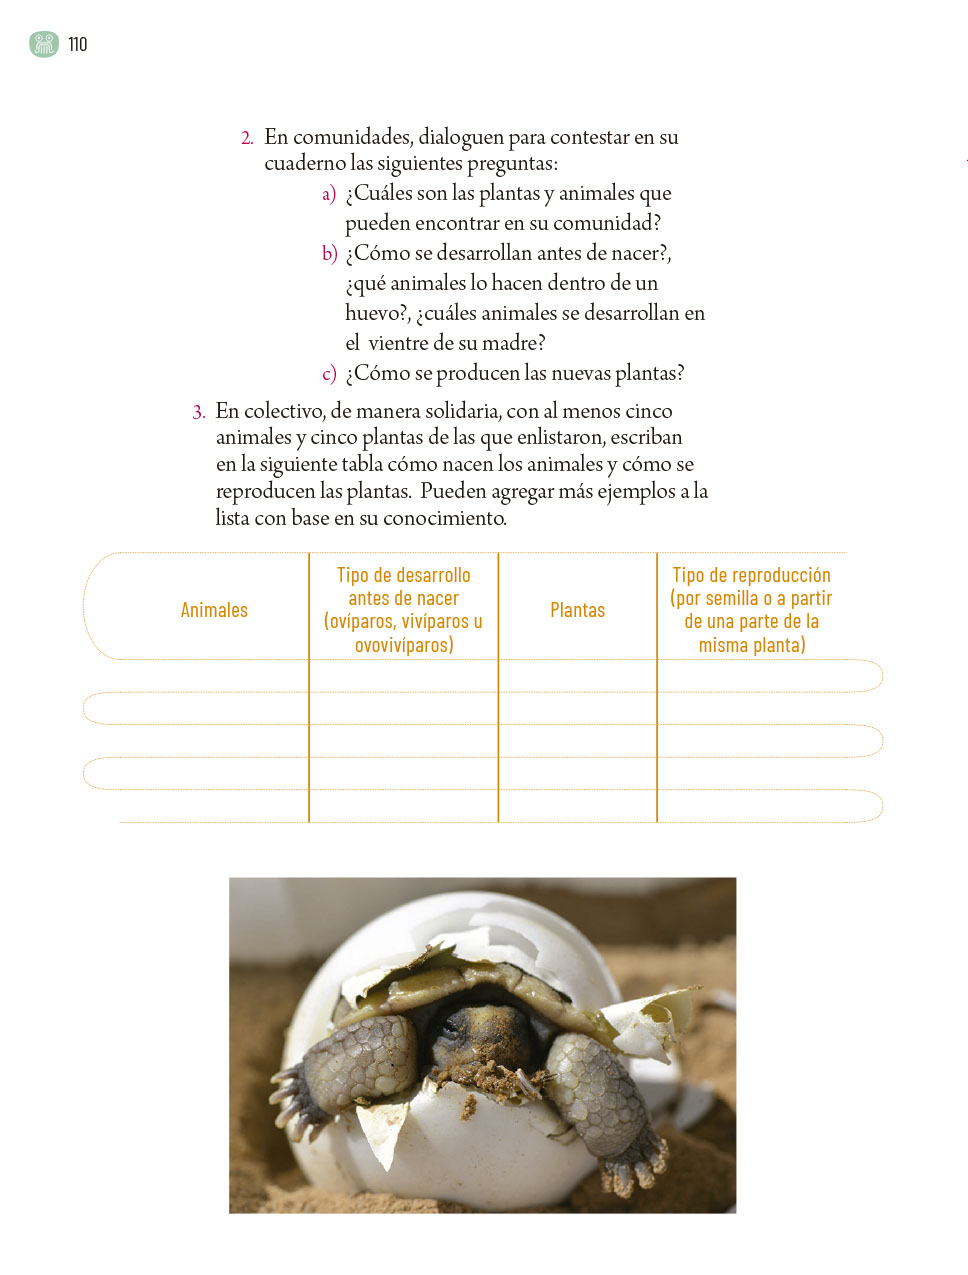 110
2. En comunidades, dialoguen para contestar en su
cuaderno las siguientes preguntas:
a) ¿Cuáles son las plantas y animales que
pueden encontrar en su comunidad?
b) ¿Cómo se desarrollan antes de nacer?,
¿qué animales lo hacen dentro de un
huevo?, ¿cuáles animales se desarrollan en
el vientre de su madre?
c) ¿Cómo se producen las nuevas plantas?
3. En colectivo, de manera solidaria, con al menos cinco
animales y cinco plantas de las que enlistaron, escriban
en la siguiente tabla cómo nacen los animales y cómo se
reproducen las plantas. Pueden agregar más ejemplos a la
lista con base en su conocimiento.
Animales
Tipo de desarrollo
antes de nacer
(ovíparos, vivíparos u
ovovivíparos)
Plantas
Tipo de reproducción
(por semilla o a partir
de una parte de la
misma planta)